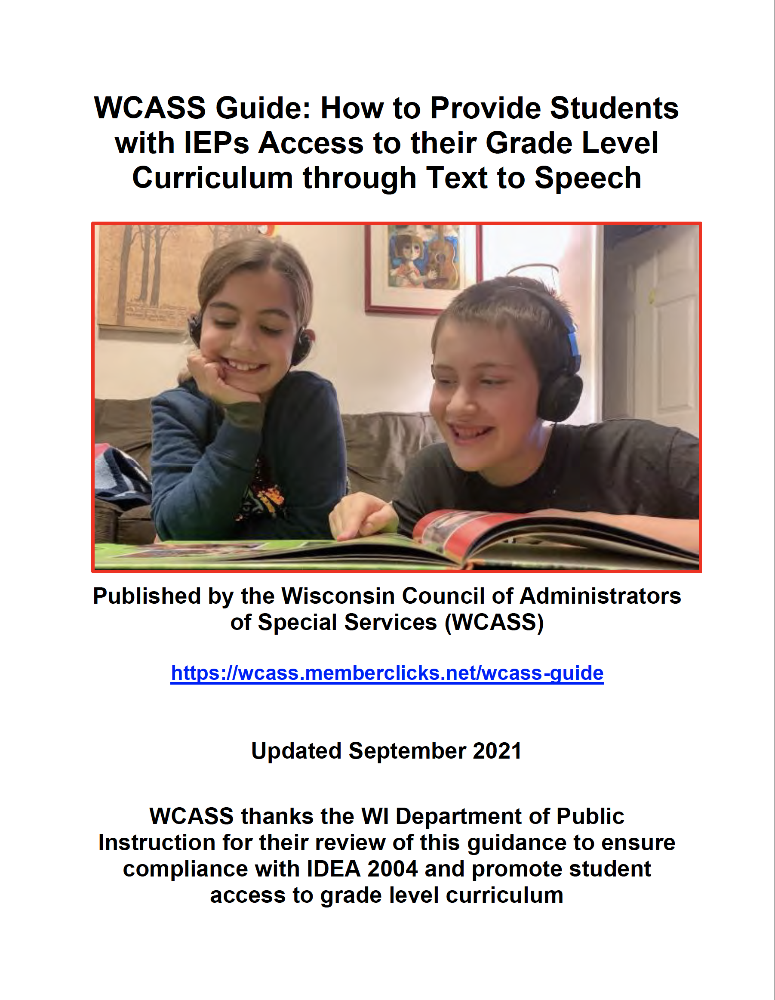 WCASS Guide: How to Provide Students
with IEPs Access to their Grade Level
Curriculum through Text to Speech
Published by the Wisconsin Council of Administrators
of Special Services (WCASS)
https://wcass.memberclicks.net/wcass-guide
Updated September 2021
WCASS thanks the WI Department of Public
Instruction for their review of this guidance to ensure
compliance with IDEA 2004 and promote student
access to grade level curriculum